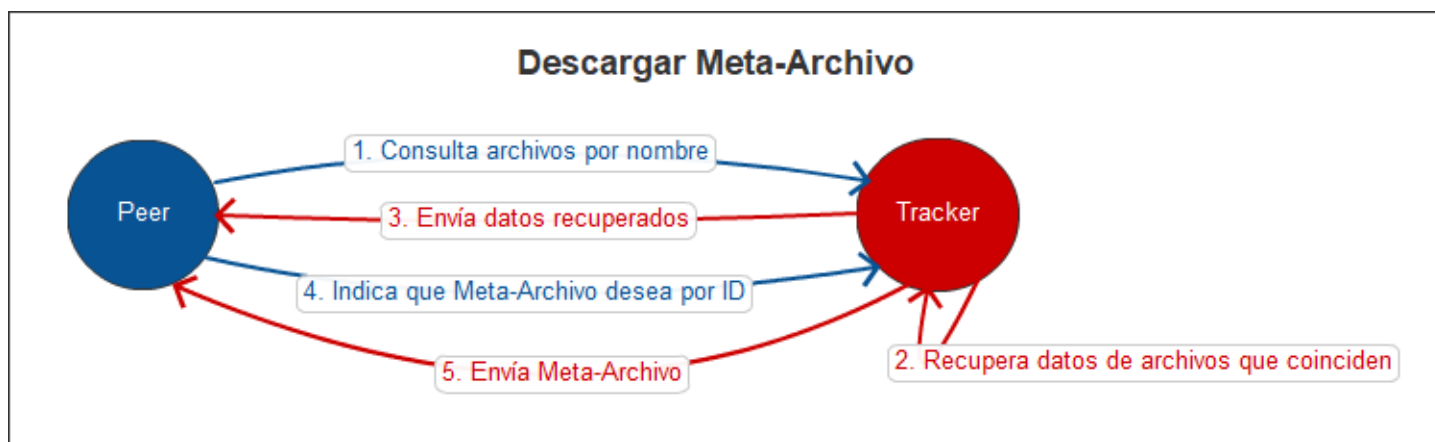 Descargar Meta-Archivo
1. Consulta archivos por nombre
Peer
3. Envía datos recuperados
Tracker
4. Indica que Meta-Archivo desea por ID
5. Envía Meta-Archivo
2. Recupera datos de archivos que coinciden